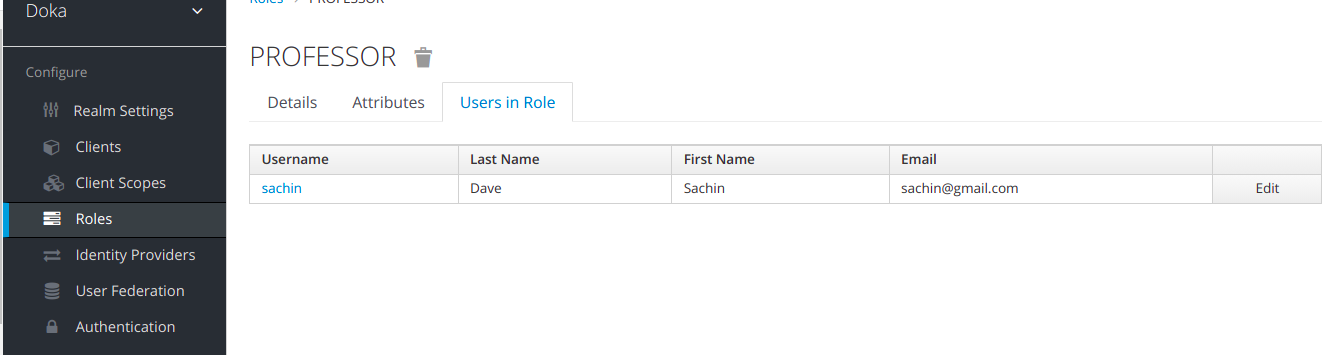 Doka
Roles > PROFESSOR
PROFESSOR
Configure
Realm Settings
Clients
Client Scopes
Roles
Identity Providers
User Federation
Authentication
Details Attributes Users in Role
Username Last Name First Name Email
sachin Dave Sachin sachin@gmail.com Edit